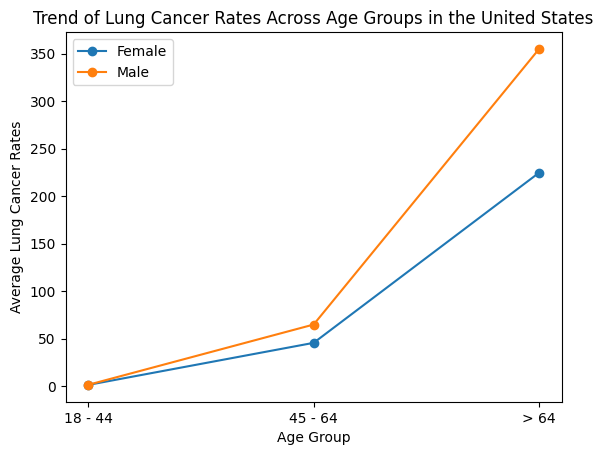 Trend of Lung Cancer Rates Across Age Groups in the United States
Female
Male
350
300
250
200
150
100
50
0
Average Lung Cancer Rates
18 - 44
45 - 64
> 64
Age Group